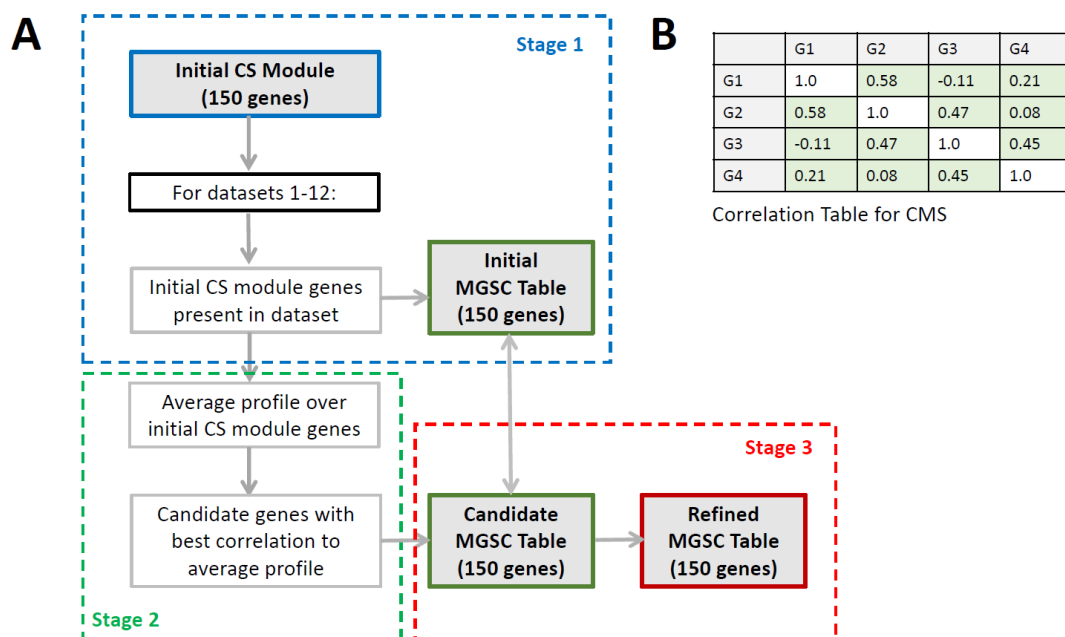 A
Stage 1
Initial CS Module
(150 genes)
For datasets 1-12:
Initial CS module genes
present in dataset
Initial
MGSC Table
(150 genes)
Average profile over
initial CS module genes
Stage 3
Candidate genes with
best correlation to
average profile
Candidate
MGSC Table
(150 genes)
Refined
MGSC Table
(150 genes)
Stage 2
B
G1 G2 G3 G4
G1 1.0 0.58 -0.11 0.21
G2 0.58 1.0 0.47 0.08
G3 -0.11 0.47 1.0 0.45
G4 0.21 0.08 0.45 1.0
Correlation Table for CMS